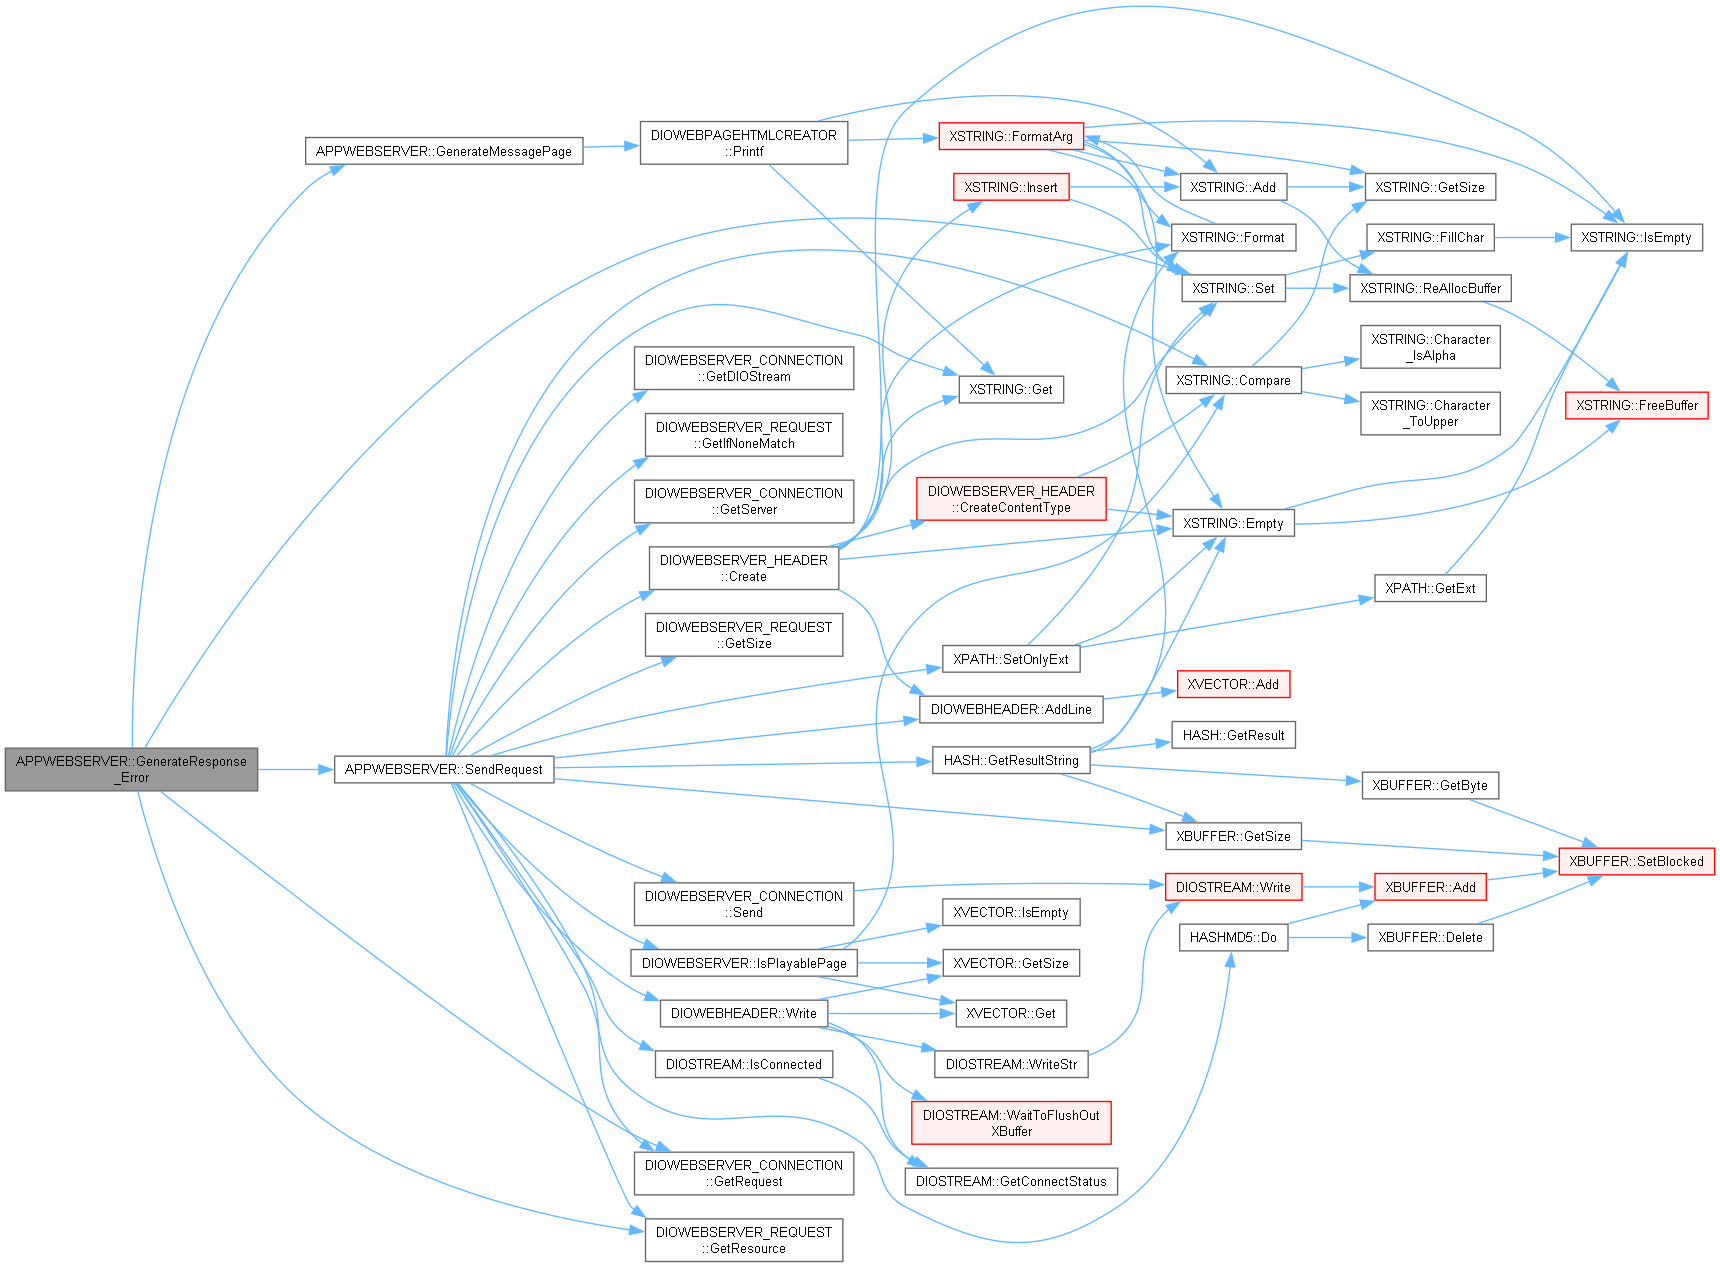 APPWEBSERVER::GenerateResponse
_Error
APPWEBSERVER::GenerateMessagePage
APPWEBSERVER::SendRequest
DIOWEBPAGEHTMLCREATOR
::Printf
DIOWEBSERVER_CONNECTION
::GetDIOStream
DIOWEBSERVER_REQUEST
::GetIfNoneMatch
DIOWEBSERVER_CONNECTION
::GetServer
DIOWEBSERVER_HEADER
::Create
DIOWEBSERVER_REQUEST
::GetSize
DIOWEBSERVER_CONNECTION
::Send
DIOWEBSERVER::IsPlayablePage
DIOWEBHEADER::Write
DIOSTREAM::IsConnected
DIOWEBSERVER_CONNECTION
::GetRequest
DIOWEBSERVER_REQUEST
::GetResource
XSTRING::FormatArg
XSTRING::Insert
XSTRING::Get
DIOWEBSERVER_HEADER
::CreateContentType
XPATH::SetOnlyExt
DIOWEBHEADER::AddLine
HASH::GetResultString
XVECTOR::IsEmpty
XVECTOR::GetSize
XVECTOR::Get
DIOSTREAM::WriteStr
DIOSTREAM::WaitToFlushOut
XBuffer
DIOSTREAM::GetConnectStatus
XSTRING::Add
XSTRING::Format
XSTRING::Set
XSTRING::Compare
XSTRING::Empty
XVECTOR::Add
HASH::GetResult
XBUFFER::GetSize
DIOSTREAM::Write
HASHMD5::Do
XSTRING::GetSize
XSTRING::FillChar
XSTRING::ReAllocBuffer
XSTRING::Character
_IsAlpha
XSTRING::Character
_ToUpper
XPATH::GetExt
XBUFFER::GetByte
XBUFFER::Add
XBUFFER::Delete
XSTRING::IsEmpty
XSTRING::FreeBuffer
XBUFFER::SetBlocked